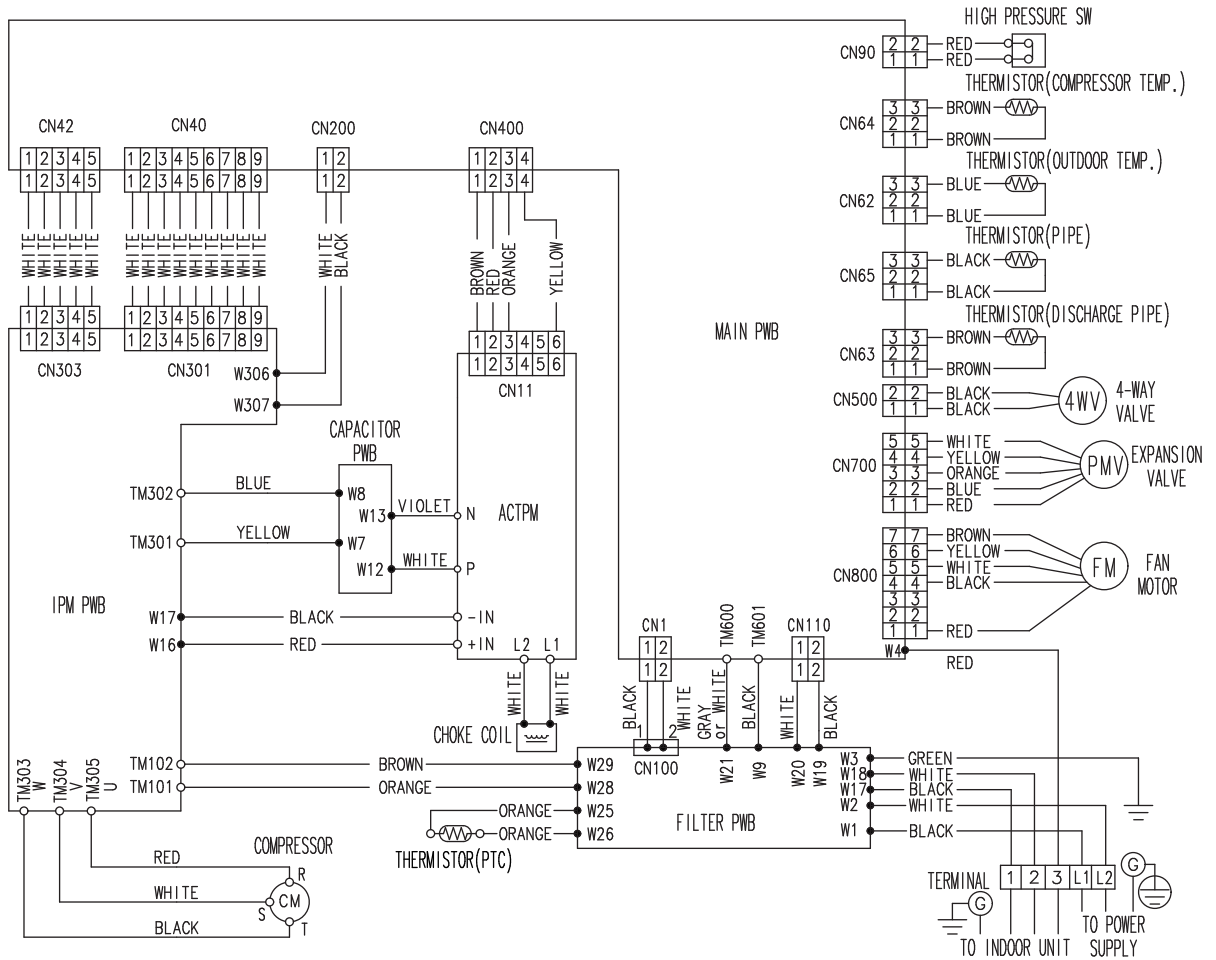 HIGH PRESSURE SW
CN90
2 2 RED
1 1 RED
THERMISTOR(COMPRESSOR TEMP.)
CN64
3 3 BROWN
2 2
1 1 BROWN
THERMISTOR(OUTDOOR TEMP.)
CN62
3 3 BLUE
2 2
1 1 BLUE
THERMISTOR(PIPE)
CN65
3 3 BLACK
2 2
1 1 BLACK
THERMISTOR(DISCHARGE PIPE)
CN63
3 3 BROWN
2 2
1 1 BROWN
CN500
2 2 BLACK
1 1 BLACK
4WV
4-WAY
VALVE
CN700
5 5 WHITE
4 4 YELLOW
3 3 ORANGE
2 2 BLUE
1 1 RED
PMV
EXPANSION
VALVE
CN800
7 7 BROWN
6 6 YELLOW
5 5 WHITE
4 4 BLACK
3 3
2 2
1 1 RED
FM
FAN
MOTOR
W4
RED
MAIN PWB
CN42
1 2 3 4 5
1 2 3 4 5
WHITE WHITE WHITE WHITE WHITE
1 2 3 4 5
1 2 3 4 5
CN303
CN40
1 2 3 4 5 6 7 8 9
1 2 3 4 5 6 7 8 9
WHITE WHITE WHITE WHITE WHITE WHITE WHITE WHITE WHITE
1 2 3 4 5 6 7 8 9
1 2 3 4 5 6 7 8 9
CN301
CN200
1 2
1 2
WHITE BLACK
W306
W307
CN400
1 2 3 4
1 2 3 4
BROWN RED ORANGE YELLOW
1 2 3 4 5 6
1 2 3 4 5 6
CN11
CAPACITOR
PWB
TM302 BLUE W8
W13 VIOLET N
TM301 YELLOW W7
W12 WHITE P
ACTPM
IPM PWB
W17 BLACK -IN
W16 RED +IN
L2 L1
WHITE WHITE
CHOKE COIL
CN1
1 2
1 2
BLACK WHITE
1 2
CN100
TM600
GRAY
or WHITE
W21
TM601
BLACK
W9
CN110
1 2
1 2
WHITE BLACK
W20 W19
TM102 BROWN W29
TM101 ORANGE W28
ORANGE W25
ORANGE W26
THERMISTOR(PTC)
FILTER PWB
W3 GREEN
W18 WHITE
W17 BLACK
W2 WHITE
W1 BLACK
TM303 TM304 TM305
W V U
COMPRESSOR
RED R
WHITE S
CM
BLACK T
TERMINAL
1 2 3 L1 L2
G
G
TO INDOOR UNIT
TO POWER
SUPPLY